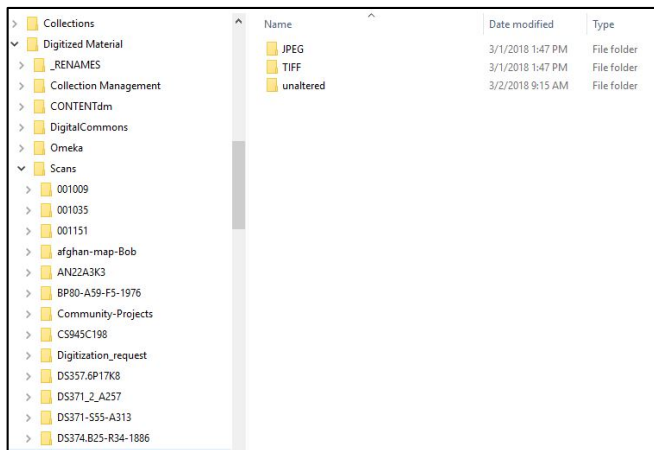 Collections
Digitized Material
_RENAMES
Collection Management
CONTENTdm
DigitalCommons
Omeka
Scans
001009
001035
001151
afghan-map-Bob
AN22A3K3
BP80-A59-F5-1976
Community-Projects
CS945C198
Digitization_request
DS357.6P17K8
DS371_2_A257
DS371-S55-A313
DS374.B25-R34-1886
Name Date modified Type
JPEG 3/1/2018 1:47 PM File folder
TIFF 3/1/2018 1:47 PM File folder
unaltered 3/2/2018 9:15 AM File folder